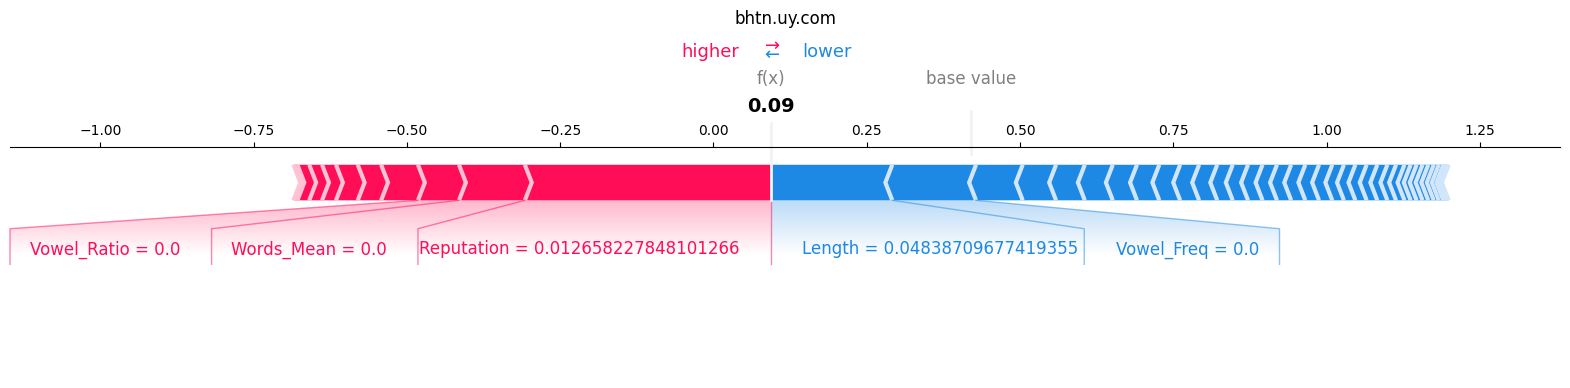 bhtn.uy.com
higher → ← lower
f(x) base value
0.09
−1.00 −0.75 −0.50 −0.25 0.00 0.25 0.50 0.75 1.00 1.25
Vowel_Ratio = 0.0 Words_Mean = 0.0 Reputation = 0.012658227848101266 Length = 0.04838709677419355 Vowel_Freq = 0.0